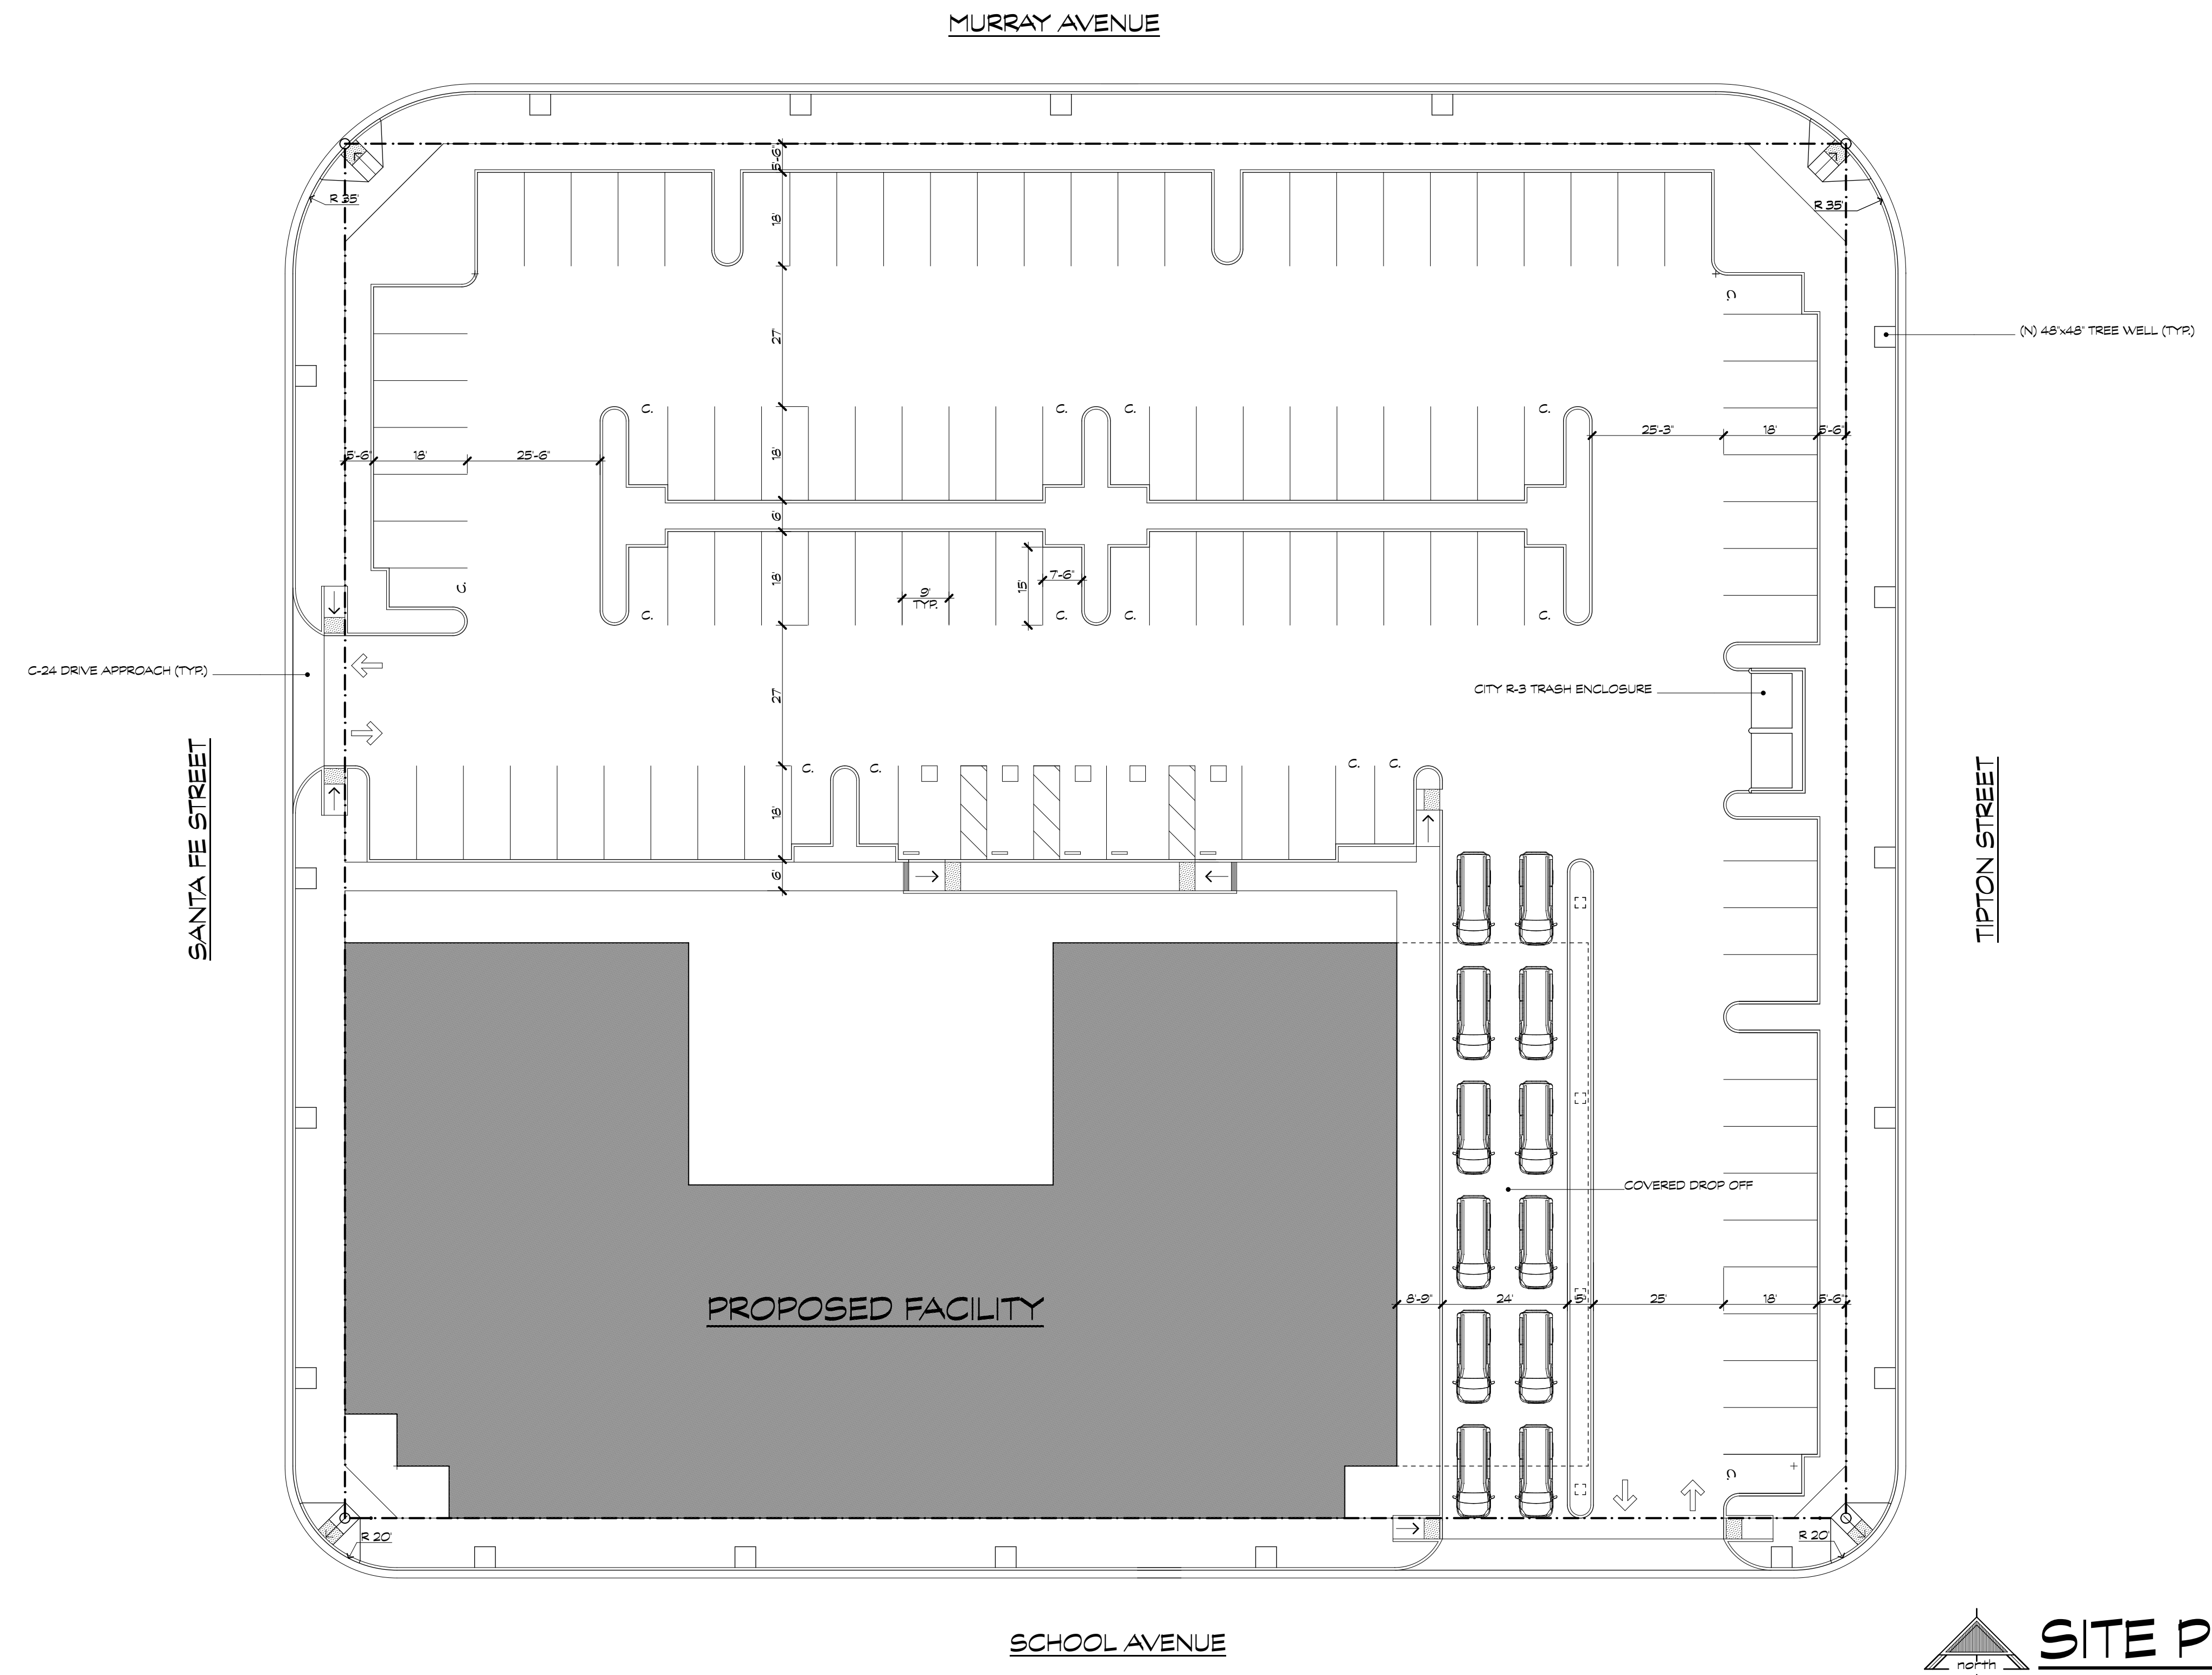 MURRAY AVENUE
5'-6"
R 35'
R 35'
18'
C.
27'
(N) 48"x48" TREE WELL (TYP.)
C.
C.
C.
C.
25'-3"
18'
5'-6"
5'-6"
18'
25'-6"
18'
6'
18'
15'
7'-6"
9'
TYP.
C.
C.
C.
C.
C.
C-24 DRIVE APPROACH (TYP.)
CITY R-3 TRASH ENCLOSURE
27'
SANTA FE STREET
TIPTON STREET
C.
C.
C.
C.
18'
6'
COVERED DROP OFF
PROPOSED FACILITY
8'-9"
24'
5'
25'
18'
5'-6"
C.
R 20'
R 20'
SCHOOL AVENUE
north
SITE P